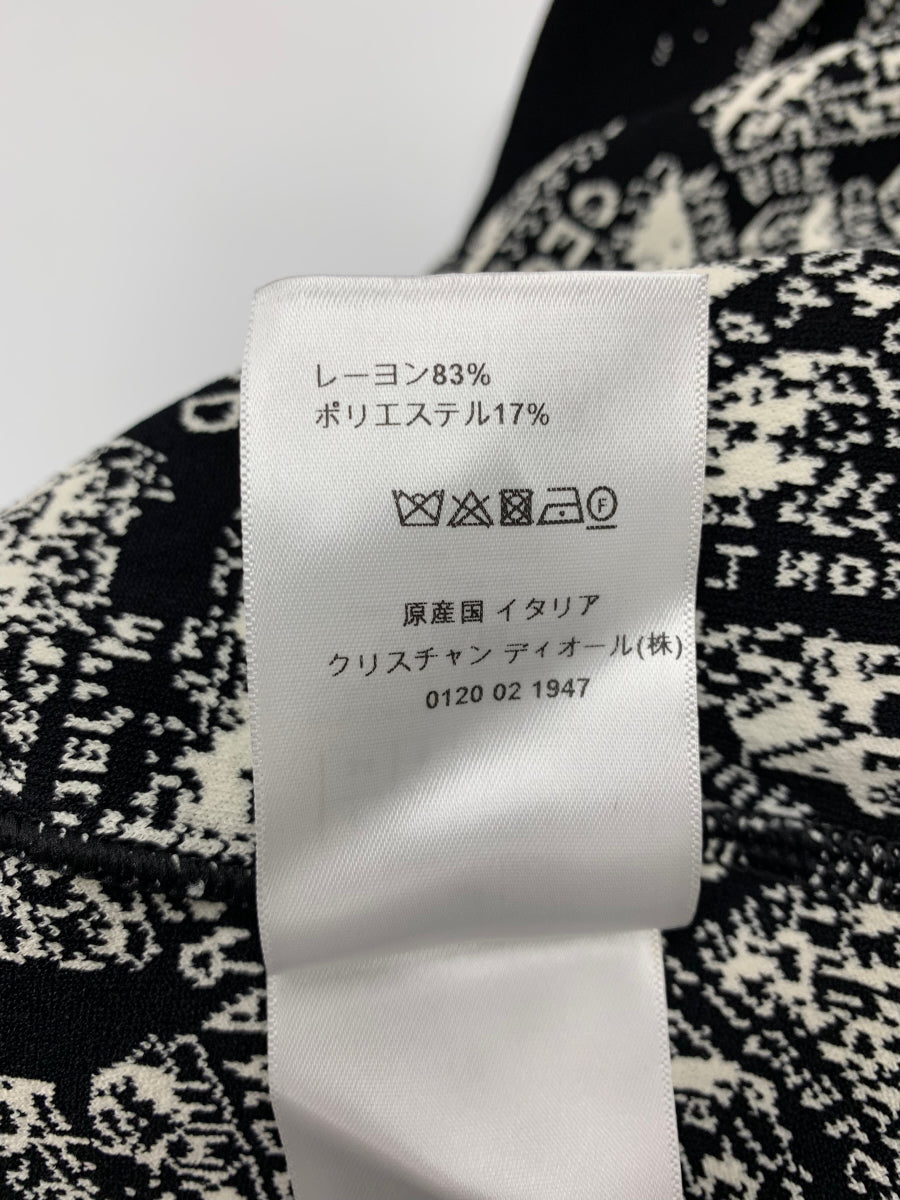 レーヨン83%
ポリエステル17%
F
原産国 イタリア
クリスチャン ディオール(株)
0120 02 1947